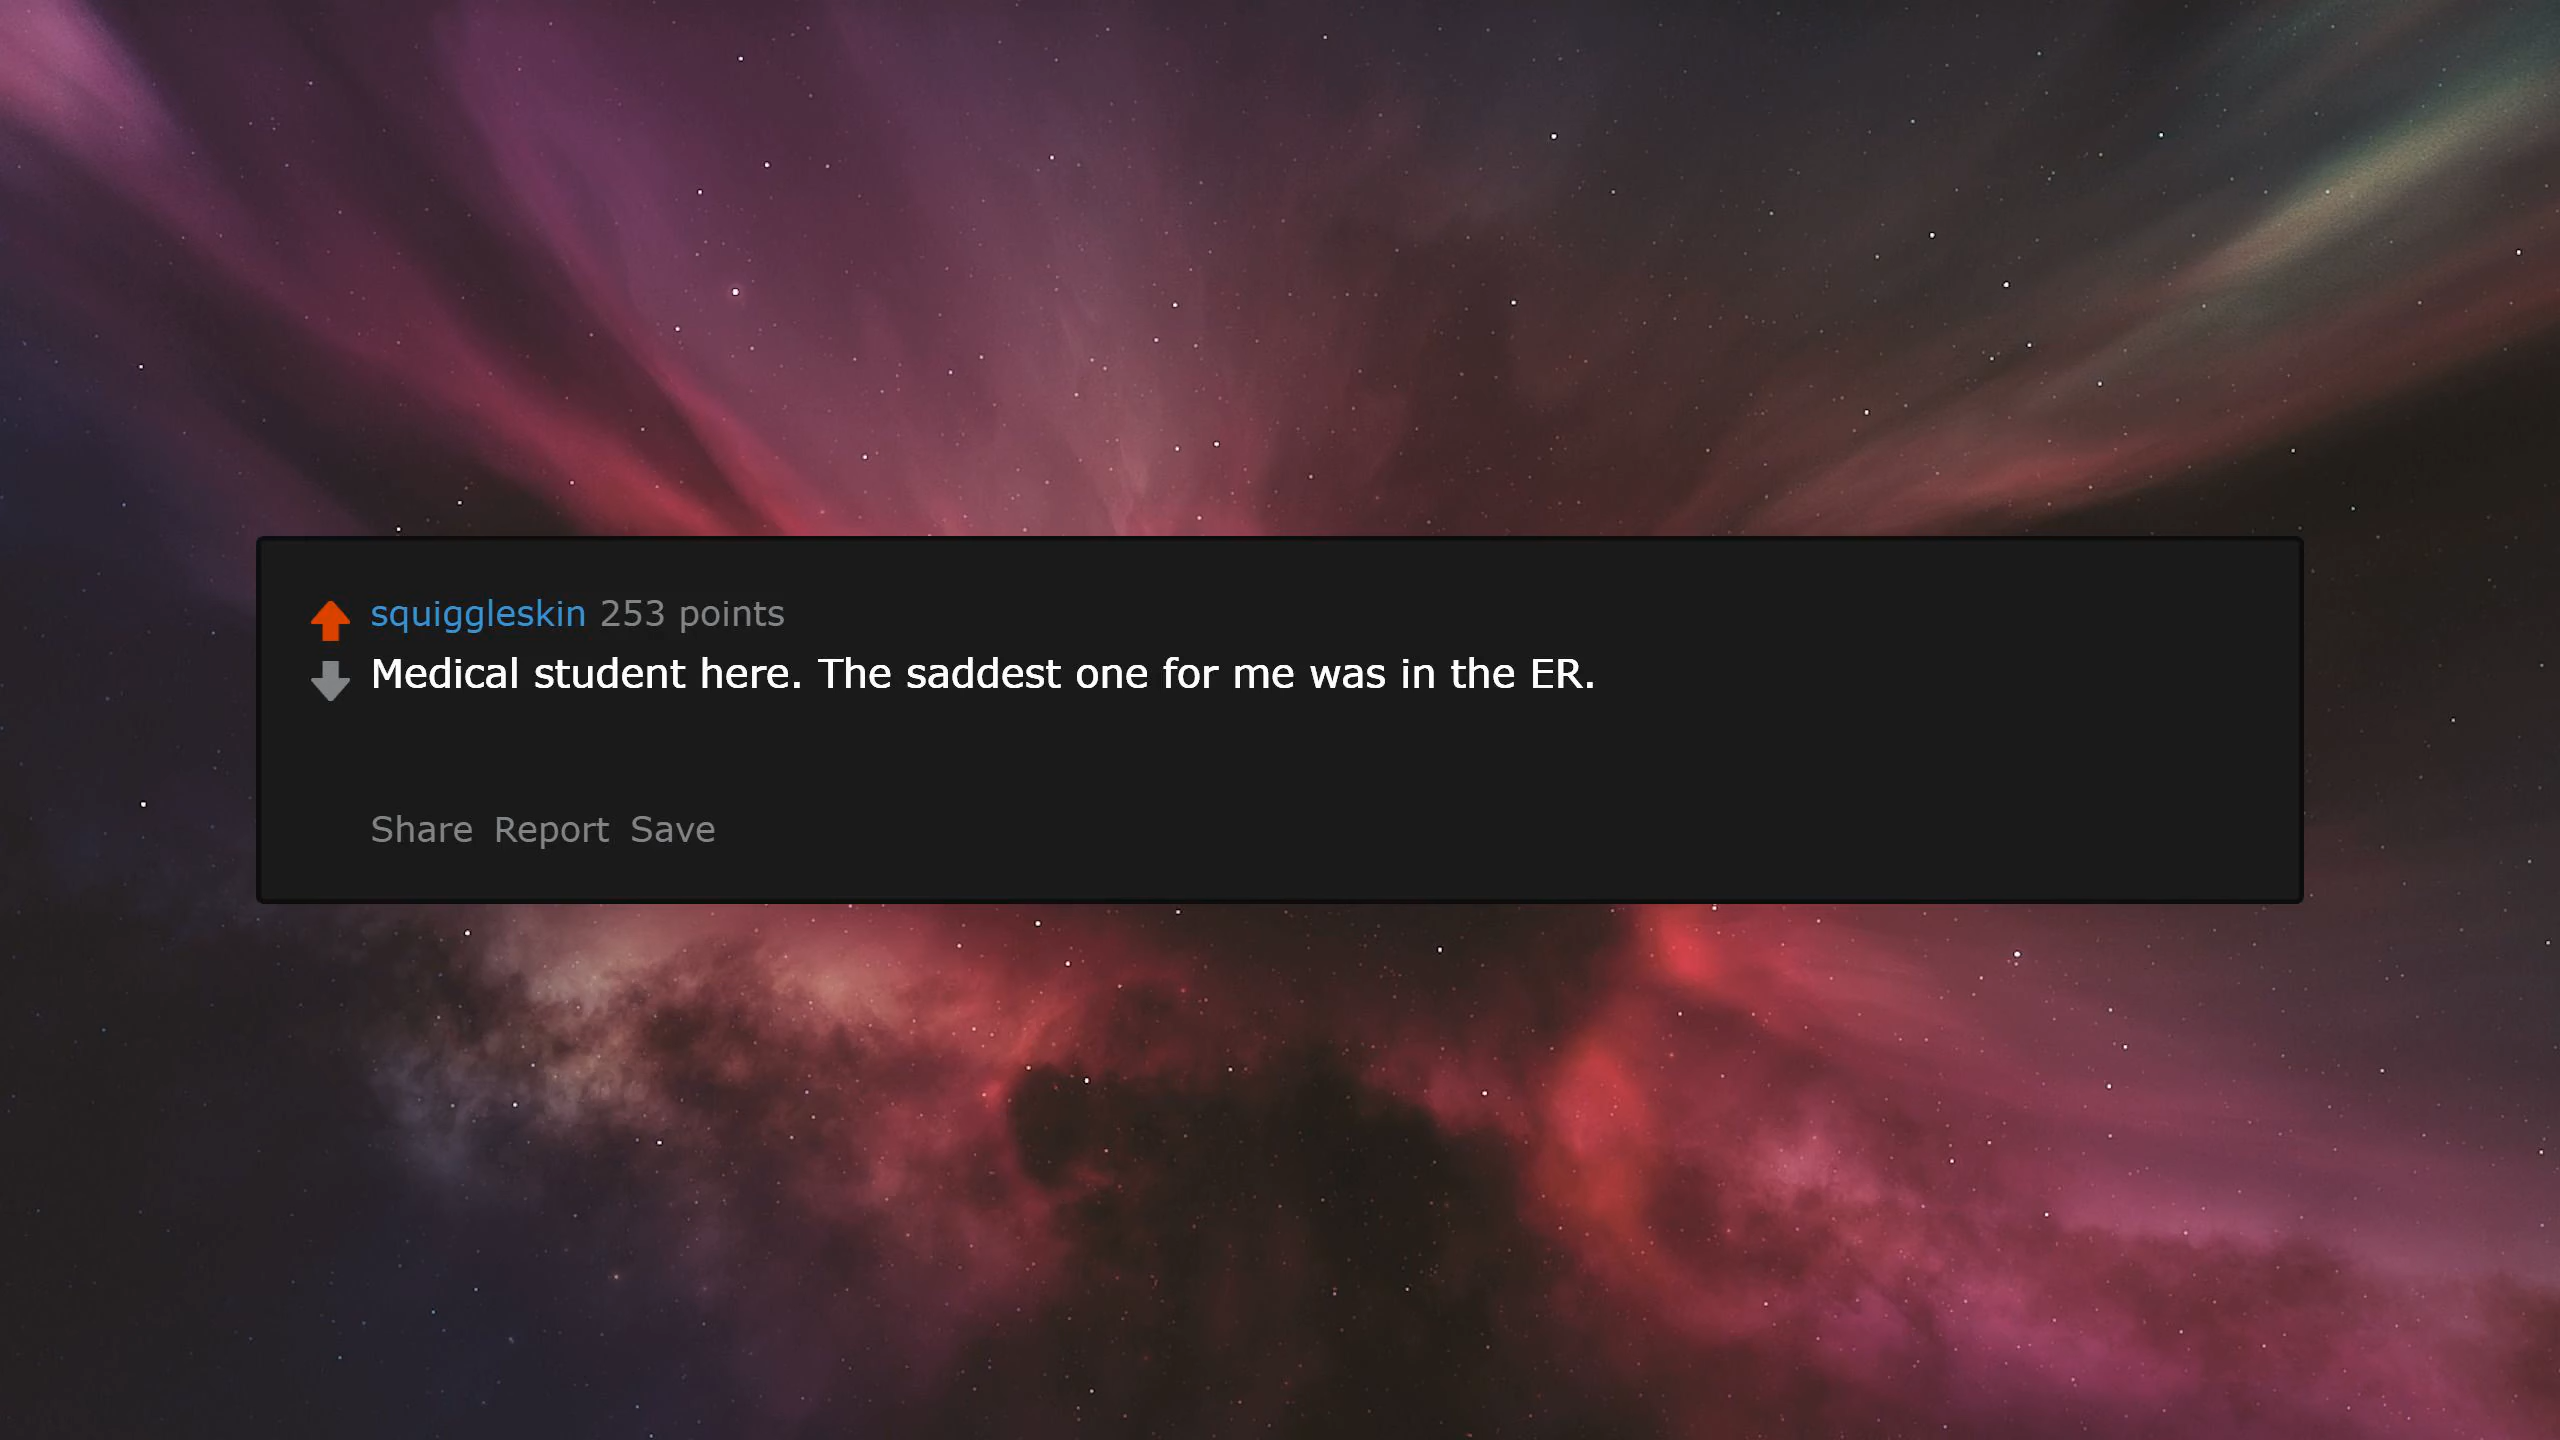 squiggleskin 253 points
Medical student here. The saddest one for me was in the ER.
Share Report Save